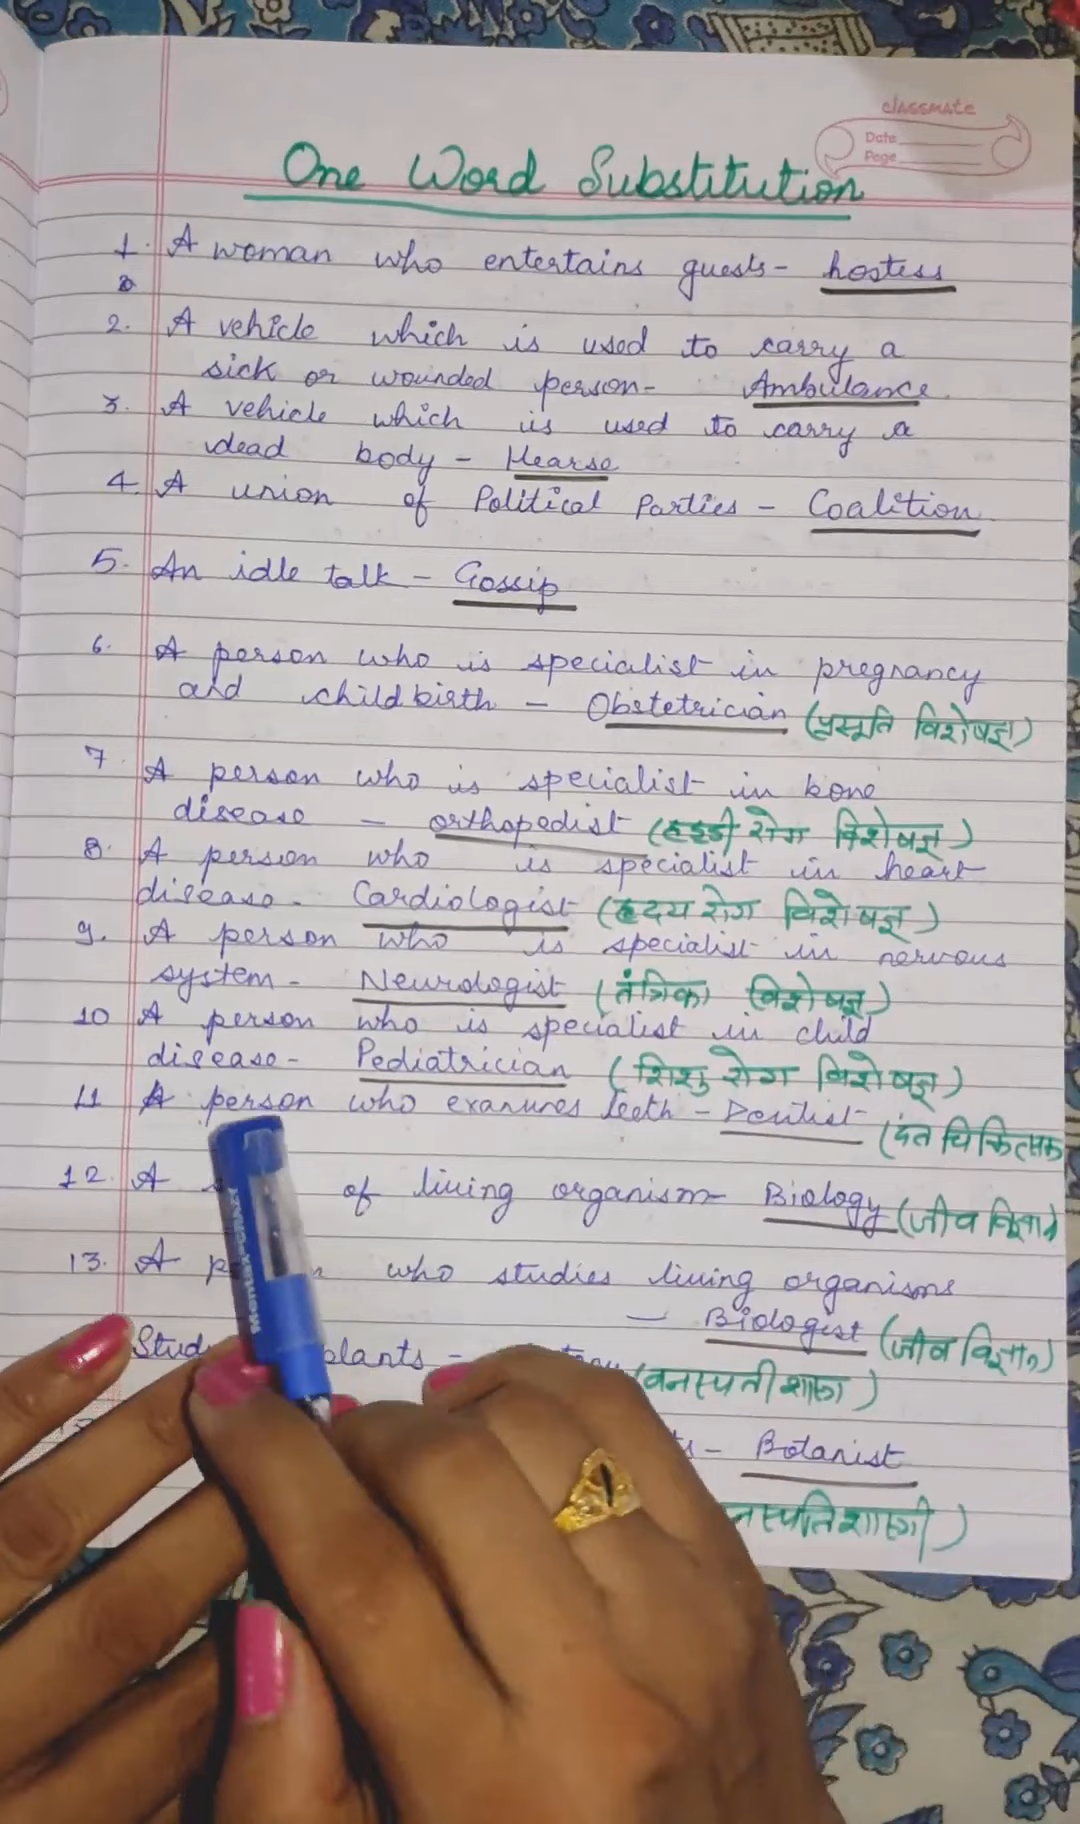 classmate
Date
Page
One Word Substitution
1. A woman who entertains guests- hostess
2. A vehicle which is used to carry a
sick or wounded person- Ambulance
3. A vehicle which is used to carry a
dead body - Hearse
4. A union of Political Parties - Coalition
5. An idle talk - Gossip
6. A person who is specialist in pregnancy
and childbirth - Obstetrician (प्रसूति विशेषज्ञ)
7. A person who is specialist in bone
disease - orthopedist (हड्डी रोग विशेषज्ञ)
8. A person who is specialist in heart
disease- Cardiologist (हृदय रोग विशेषज्ञ)
9. A person who is specialist in nervous
system- Neurologist (तंत्रिका विशेषज्ञ)
10 A person who is specialist in child
disease- Pediatrician (शिशु रोग विशेषज्ञ)
11 A person who examines teeth - Dentist (दंत चिकित्सक
12. A of living organism- Biology (जीव विज्ञान)
13. A who studies living organisms
- Biologist (जीव विज्ञान)
plants - (वनस्पती शास्त्र)
- Botanist